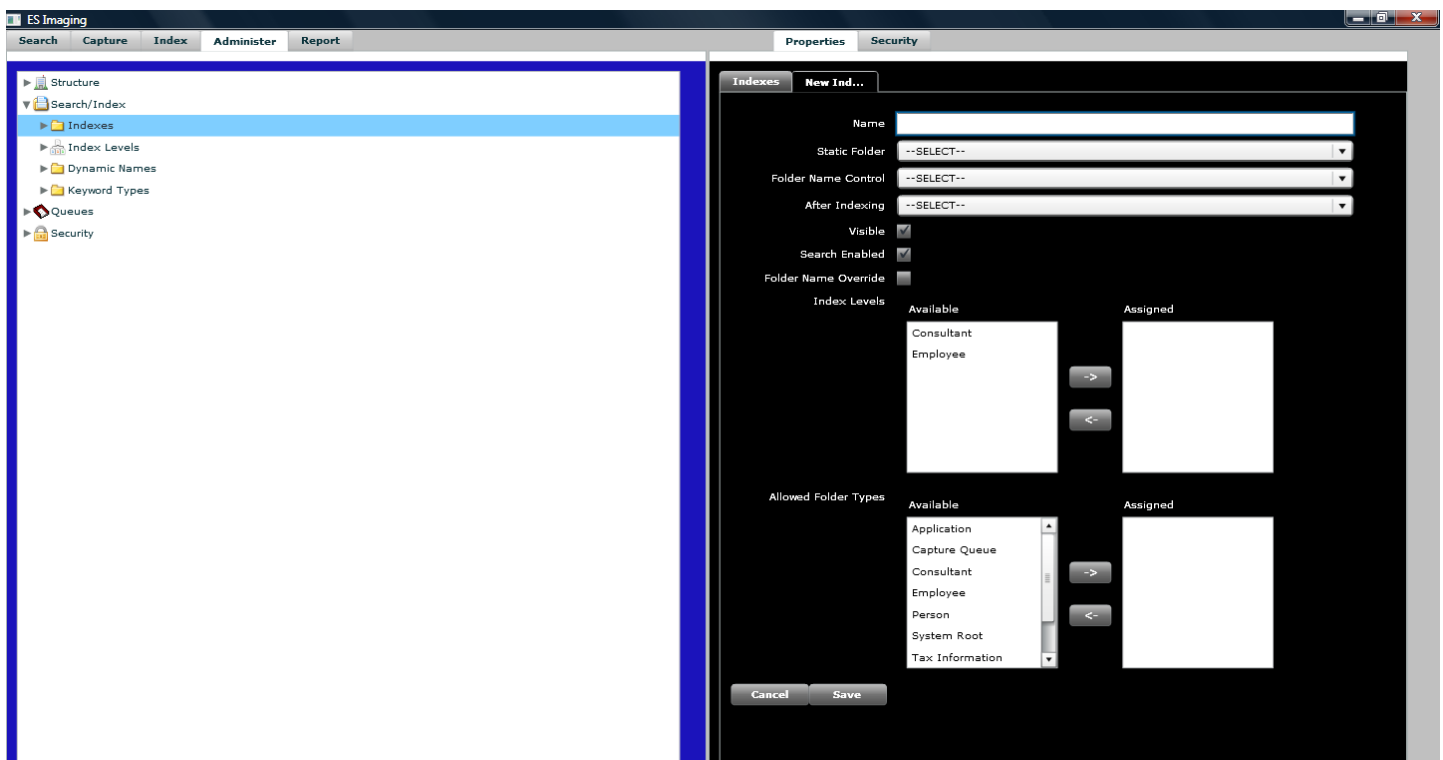 ES Imaging
Search Capture Index Administer Report
Properties Security
Structure
Search/Index
Indexes
Index Levels
Dynamic Names
Keyword Types
Queues
Security
Indexes New Ind...
Name
Static Folder --SELECT--
Folder Name Control --SELECT--
After Indexing --SELECT--
Visible
Search Enabled
Folder Name Override
Index Levels
Available Assigned
Consultant
Employee
->
<-
Allowed Folder Types
Available Assigned
Application
Capture Queue
Consultant
->
Employee
Person
<-
System Root
Tax Information
Cancel Save